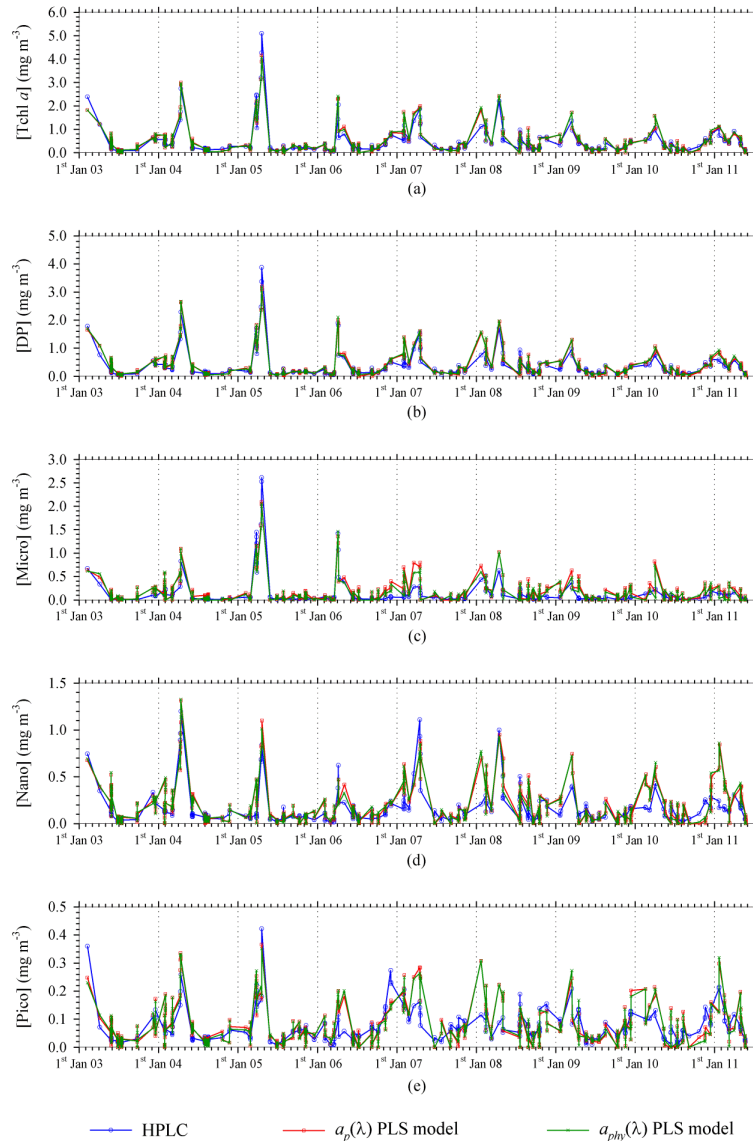 6.0
5.0
4.0
3.0
2.0
1.0
0.0
[Tchl a] (mg m⁻³)
1ˢᵗ Jan 03 1ˢᵗ Jan 04 1ˢᵗ Jan 05 1ˢᵗ Jan 06 1ˢᵗ Jan 07 1ˢᵗ Jan 08 1ˢᵗ Jan 09 1ˢᵗ Jan 10 1ˢᵗ Jan 11
(a)
5.0
4.0
3.0
2.0
1.0
0.0
[DP] (mg m⁻³)
1ˢᵗ Jan 03 1ˢᵗ Jan 04 1ˢᵗ Jan 05 1ˢᵗ Jan 06 1ˢᵗ Jan 07 1ˢᵗ Jan 08 1ˢᵗ Jan 09 1ˢᵗ Jan 10 1ˢᵗ Jan 11
(b)
3.0
2.5
2.0
1.5
1.0
0.5
0.0
[Micro] (mg m⁻³)
1ˢᵗ Jan 03 1ˢᵗ Jan 04 1ˢᵗ Jan 05 1ˢᵗ Jan 06 1ˢᵗ Jan 07 1ˢᵗ Jan 08 1ˢᵗ Jan 09 1ˢᵗ Jan 10 1ˢᵗ Jan 11
(c)
1.5
1.0
0.5
0.0
[Nano] (mg m⁻³)
1ˢᵗ Jan 03 1ˢᵗ Jan 04 1ˢᵗ Jan 05 1ˢᵗ Jan 06 1ˢᵗ Jan 07 1ˢᵗ Jan 08 1ˢᵗ Jan 09 1ˢᵗ Jan 10 1ˢᵗ Jan 11
(d)
0.5
0.4
0.3
0.2
0.1
0.0
[Pico] (mg m⁻³)
1ˢᵗ Jan 03 1ˢᵗ Jan 04 1ˢᵗ Jan 05 1ˢᵗ Jan 06 1ˢᵗ Jan 07 1ˢᵗ Jan 08 1ˢᵗ Jan 09 1ˢᵗ Jan 10 1ˢᵗ Jan 11
(e)
HPLC a_p(λ) PLS model a_phy(λ) PLS model